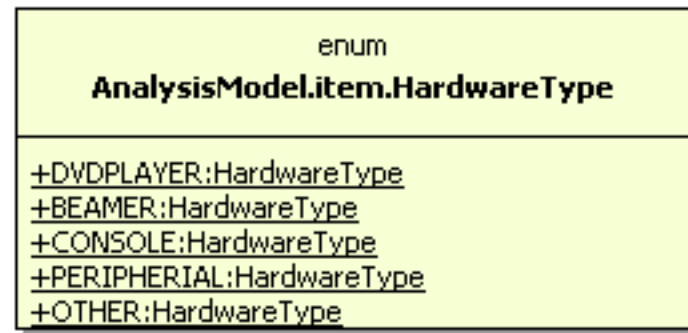 enum
AnalysisModel.item.HardwareType
+DVDPLAYER:HardwareType
+BEAMER:HardwareType
+CONSOLE:HardwareType
+PERIPHERIAL:HardwareType
+OTHER:HardwareType